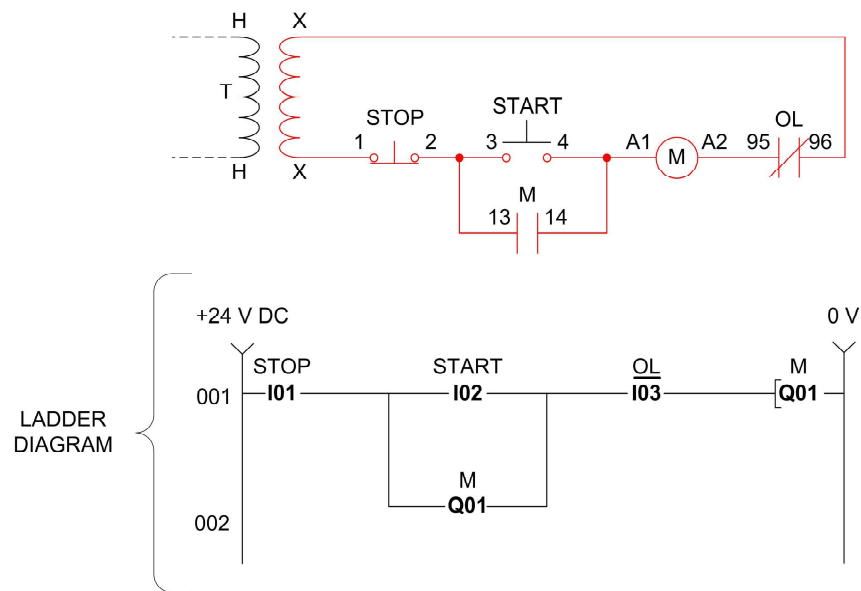 H X
T
STOP START OL
1 2 3 4 A1 M A2 95 96
H X
M
13 14
+24 V DC 0 V
STOP START OL M
001 I01 I02 I03 Q01
LADDER
DIAGRAM
M
Q01
002